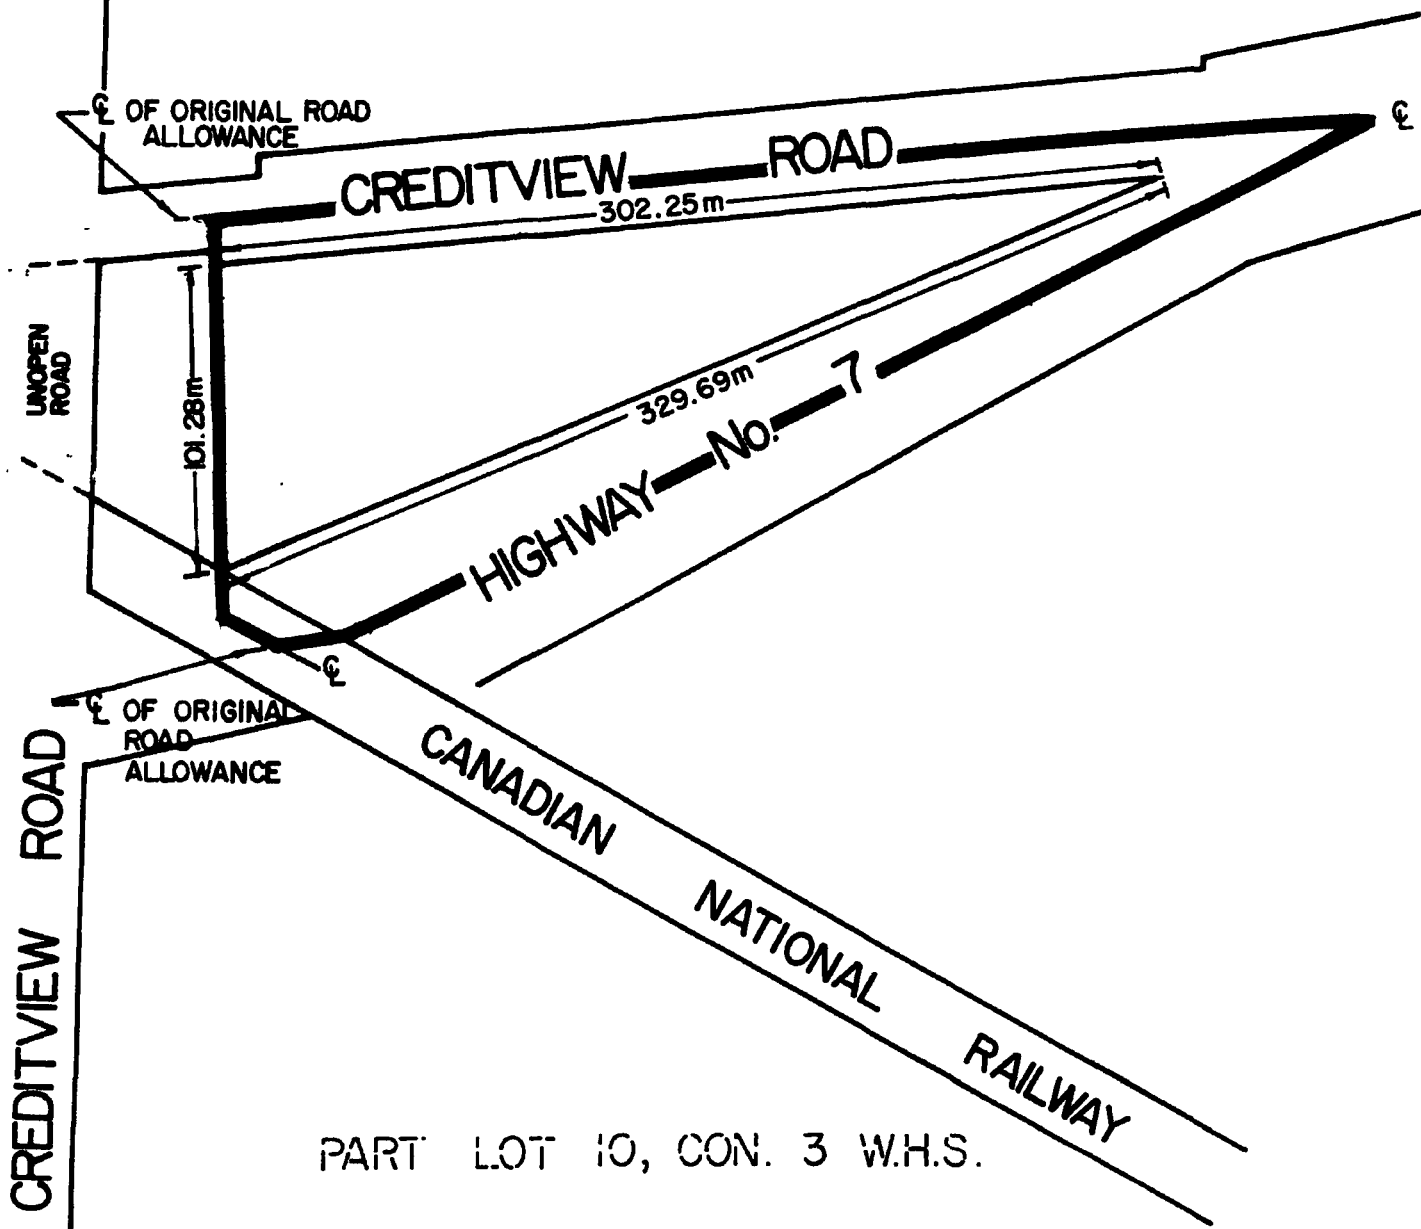 ℄ OF ORIGINAL ROAD
ALLOWANCE
CREDITVIEW ROAD
℄
302.25m
UNOPEN
ROAD
101.28m
329.69m
HIGHWAY No. 7
℄
℄ OF ORIGINAL
ROAD
ALLOWANCE
CREDITVIEW ROAD
CANADIAN NATIONAL RAILWAY
PART LOT 10, CON. 3 W.H.S.